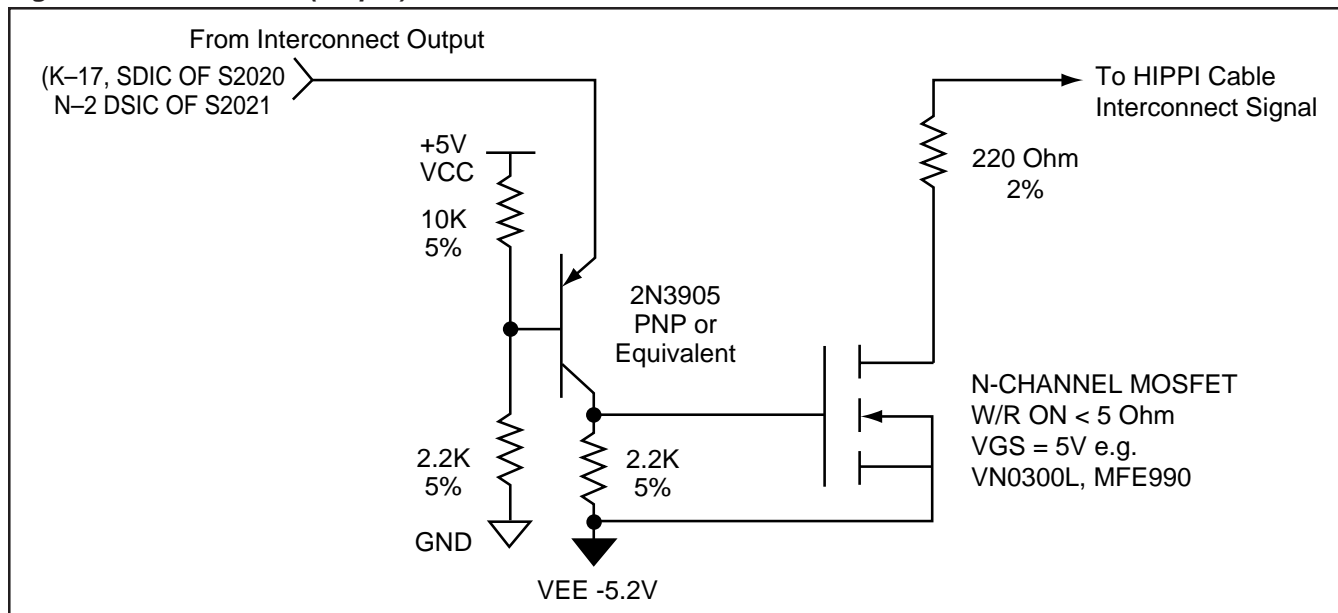 From Interconnect Output
(K–17, SDIC OF S2020
N–2 DSIC OF S2021
To HIPPI Cable
Interconnect Signal
+5V
VCC
220 Ohm
2%
10K
5%
2N3905
PNP or
Equivalent
N-CHANNEL MOSFET
W/R ON < 5 Ohm
VGS = 5V e.g.
VN0300L, MFE990
2.2K
5%
2.2K
5%
GND
VEE -5.2V